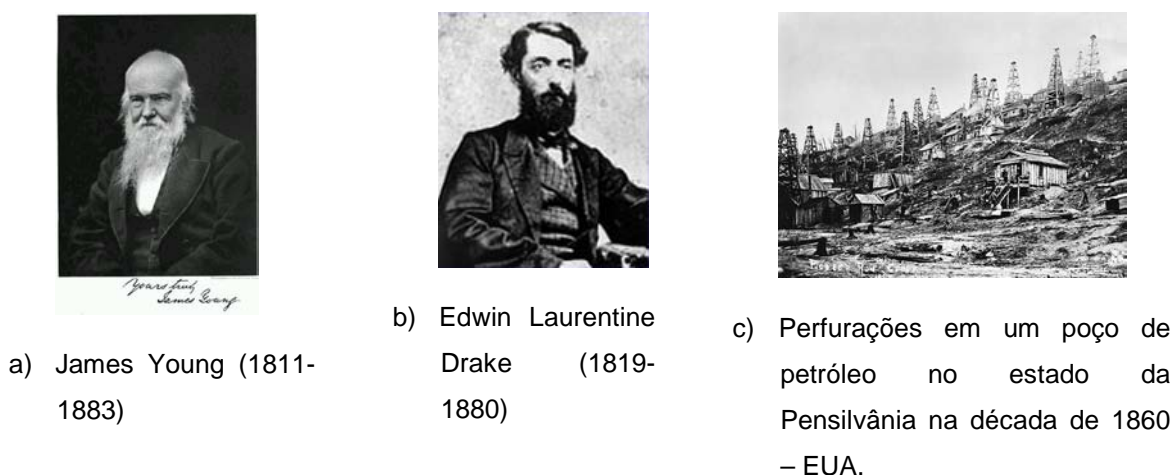 Yours truly
James Young
a) James Young (1811-
1883)
b) Edwin Laurentine
Drake (1819-
1880)
c) Perfurações em um poço de
petróleo no estado da
Pensilvânia na década de 1860
– EUA.